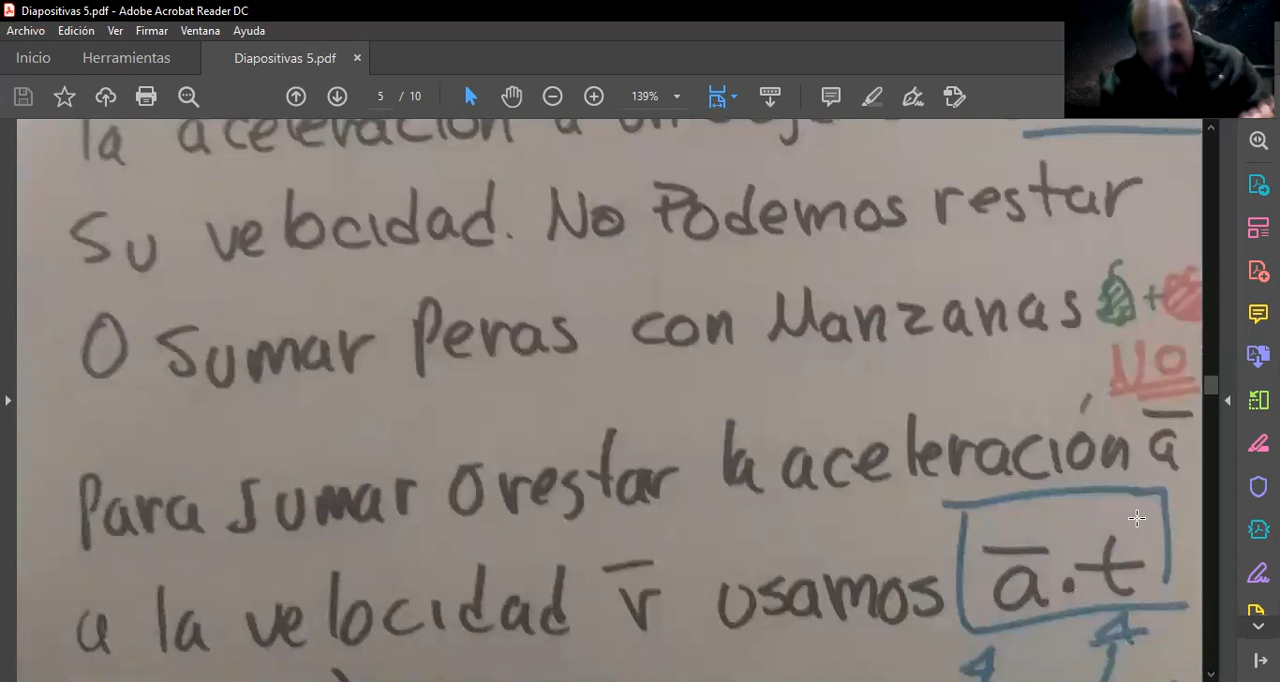 Diapositivas 5.pdf - Adobe Acrobat Reader DC
Archivo Edición Ver Firmar Ventana Ayuda
Inicio Herramientas Diapositivas 5.pdf ×
5 / 10 139%
la aceleración a
Su velocidad. No Podemos restar
O Sumar Peras con Manzanas +
NO
Para Sumar O restar la aceleración a̅
a la velocidad v̅ usamos a̅.t